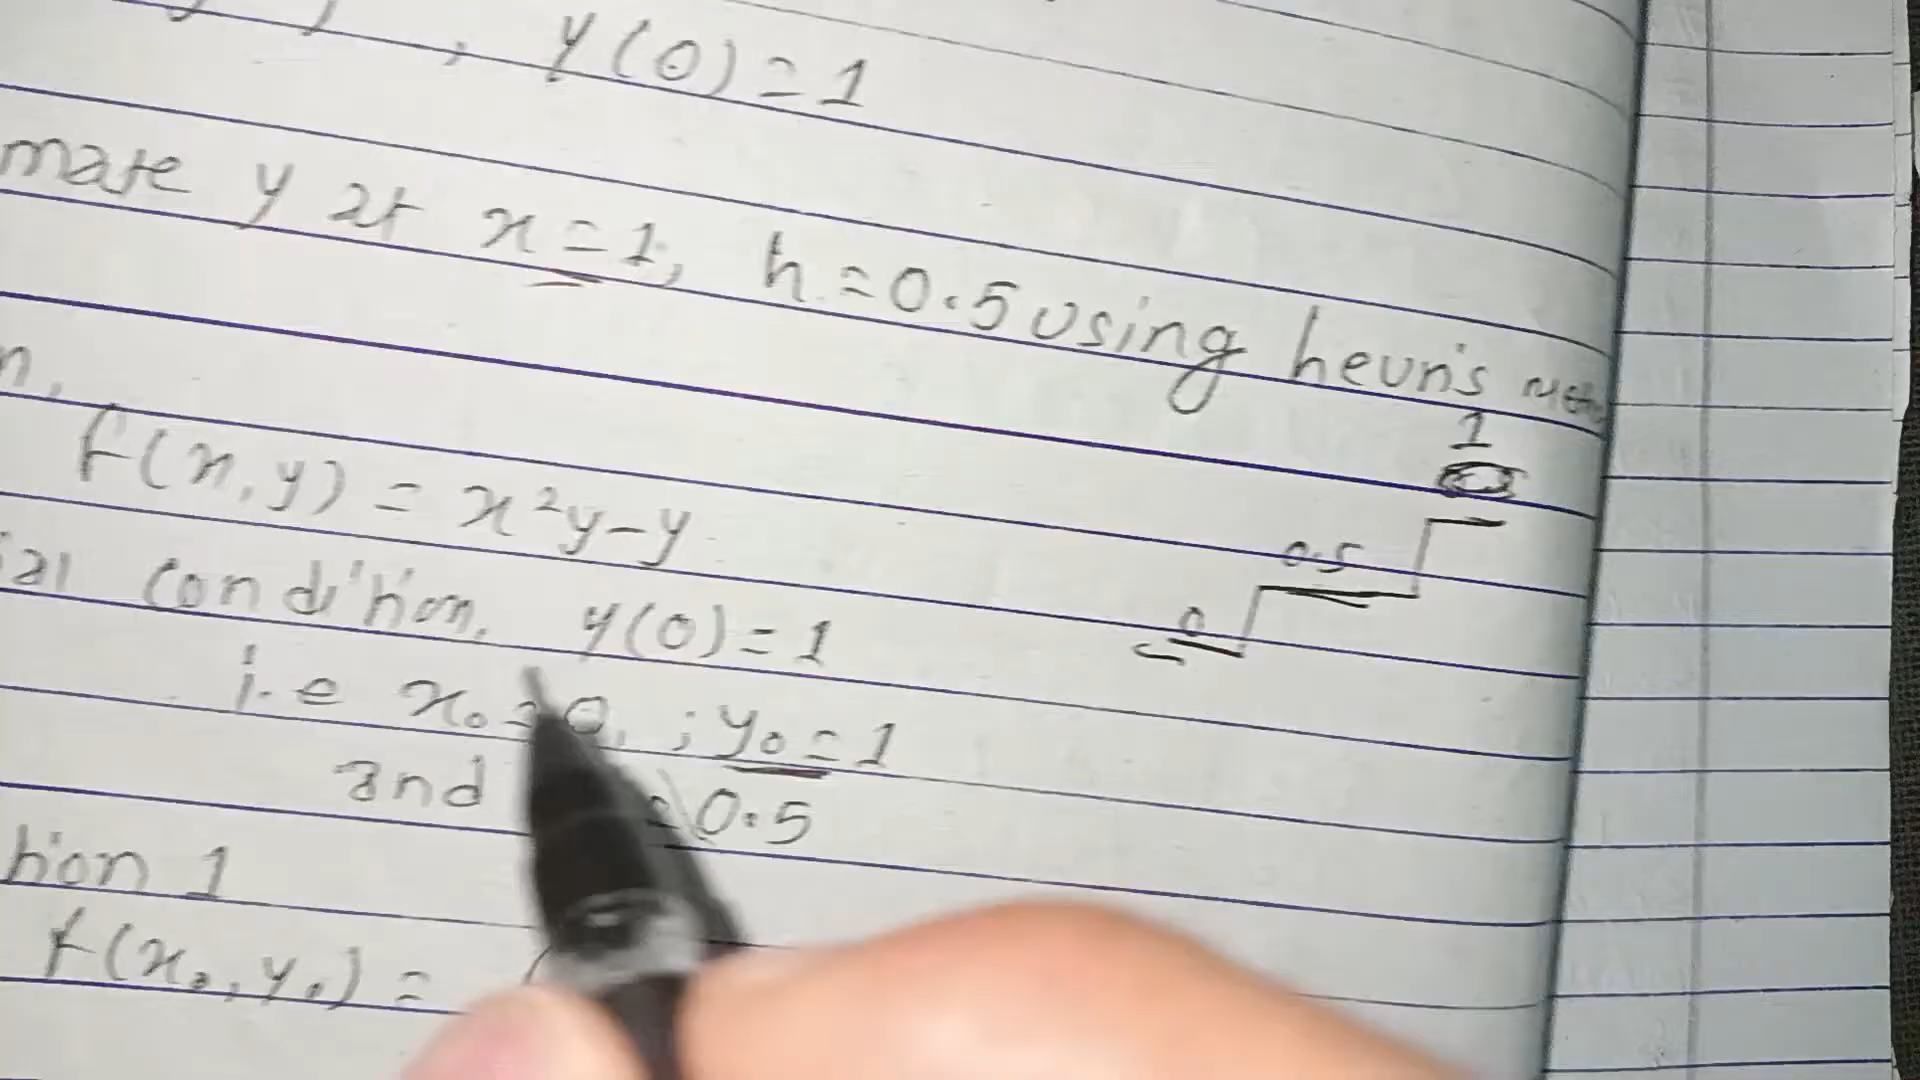 , y(0)=1
mate y at x=1, h=0.5 using heun's
1
f(x,y) = x²y-y
0.5
condition, y(0)=1
0
i.e x₀=0, ; y₀=1
and =0.5
tion 1
f(x₀,y₀) =